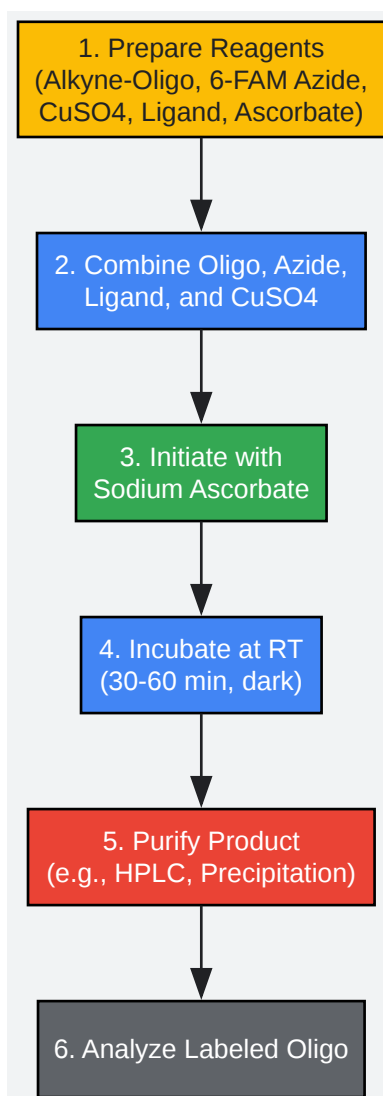 1. Prepare Reagents
(Alkyne-Oligo, 6-FAM Azide,
CuSO4, Ligand, Ascorbate)
2. Combine Oligo, Azide,
Ligand, and CuSO4
3. Initiate with
Sodium Ascorbate
4. Incubate at RT
(30-60 min, dark)
5. Purify Product
(e.g., HPLC, Precipitation)
6. Analyze Labeled Oligo